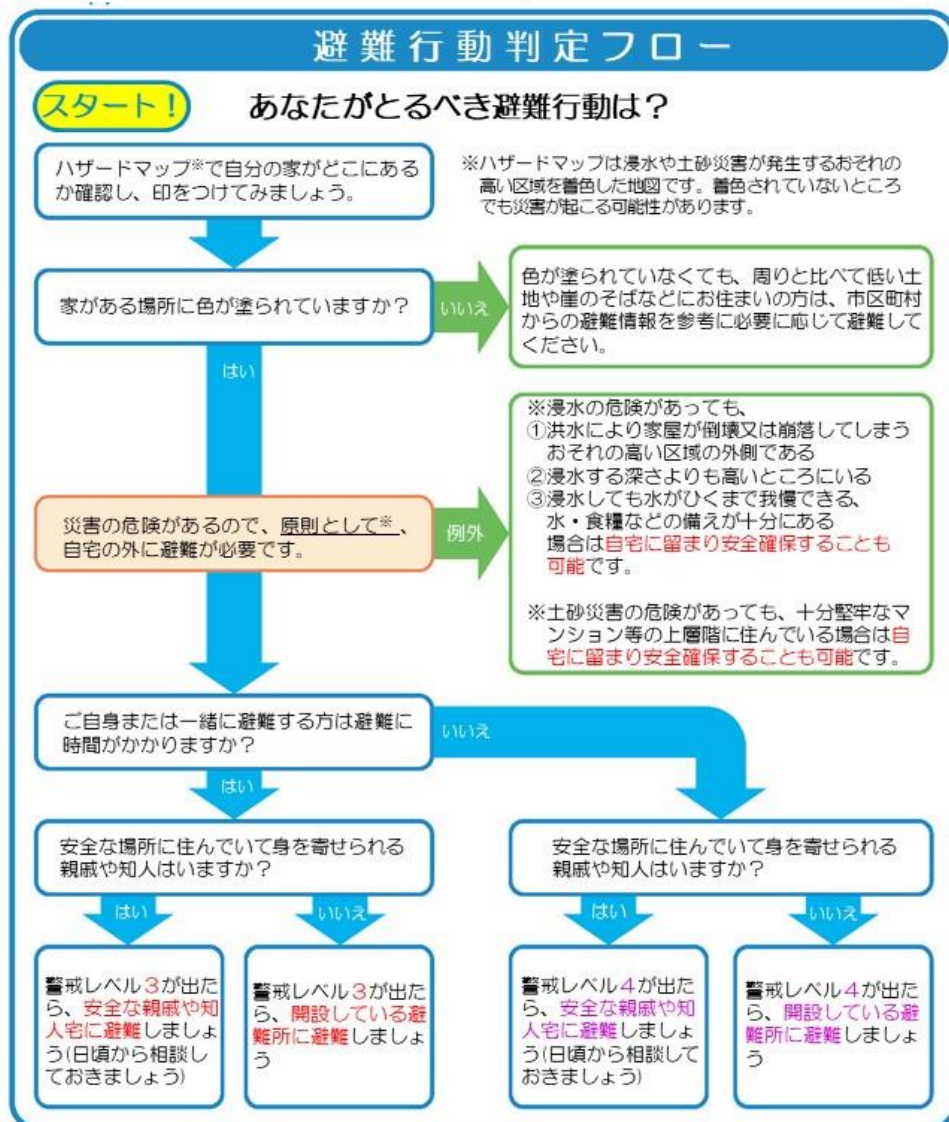 避難行動判定フロー
スタート！
あなたがとるべき避難行動は？
ハザードマップ※で自分の家がどこにある
か確認し、印をつけてみましょう。
※ハザードマップは浸水や土砂災害が発生するおそれの
高い区域を着色した地図です。着色されていないところ
でも災害が起こる可能性があります。
家がある場所に色が塗られていますか？
いいえ
色が塗られていなくても、周りと比べて低い土
地や崖のそばなどにお住まいの方は、市区町村
からの避難情報を参考に必要に応じて避難して
ください。
はい
災害の危険があるので、原則として※、
自宅の外に避難が必要です。
例外
※浸水の危険があっても、
①洪水により家屋が倒壊又は崩落してしまう
おそれの高い区域の外側である
②浸水する深さよりも高いところにいる
③浸水しても水がひくまで我慢できる、
水・食糧などの備えが十分にある
場合は自宅に留まり安全確保することも
可能です。
※土砂災害の危険があっても、十分堅牢なマ
ンション等の上層階に住んでいる場合は自
宅に留まり安全確保することも可能です。
ご自身または一緒に避難する方は避難に
時間がかかりますか？
いいえ
はい
安全な場所に住んでいて身を寄せられる
親戚や知人はいますか？
はい
いいえ
警戒レベル3が出た
ら、安全な親戚や知
人宅に避難しましょ
う(日頃から相談し
ておきましょう)
警戒レベル3が出た
ら、開設している避
難所に避難しましょ
う
安全な場所に住んでいて身を寄せられる
親戚や知人はいますか？
はい
いいえ
警戒レベル4が出た
ら、安全な親戚や知
人宅に避難しましょ
う(日頃から相談して
おきましょう)
警戒レベル4が出た
ら、開設している避
難所に避難しましょ
う